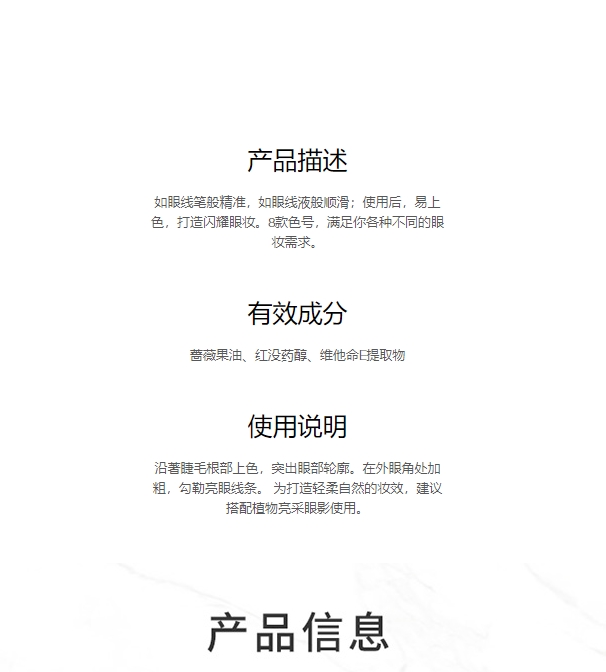 产品描述
如眼线笔般精准，如眼线液般顺滑；使用后，易上
色，打造闪耀眼妆。8款色号，满足你各种不同的眼
妆需求。
有效成分
蔷薇果油、红没药醇、维他命E提取物
使用说明
沿著睫毛根部上色，突出眼部轮廓。在外眼角处加
粗，勾勒亮眼线条。 为打造轻柔自然的妆效，建议
搭配植物亮采眼影使用。
产品信息